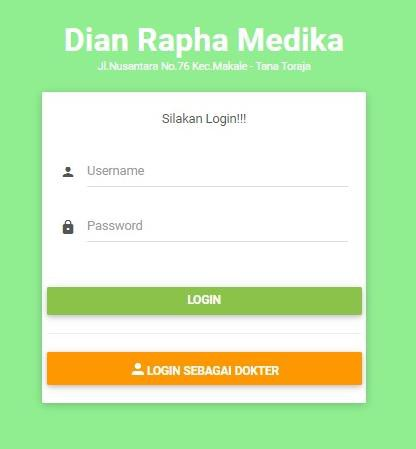 Dian Rapha Medika
Jl.Nusantara No.76 Kec.Makale - Tana Toraja
Silakan Login!!!
Username
Password
LOGIN
LOGIN SEBAGAI DOKTER